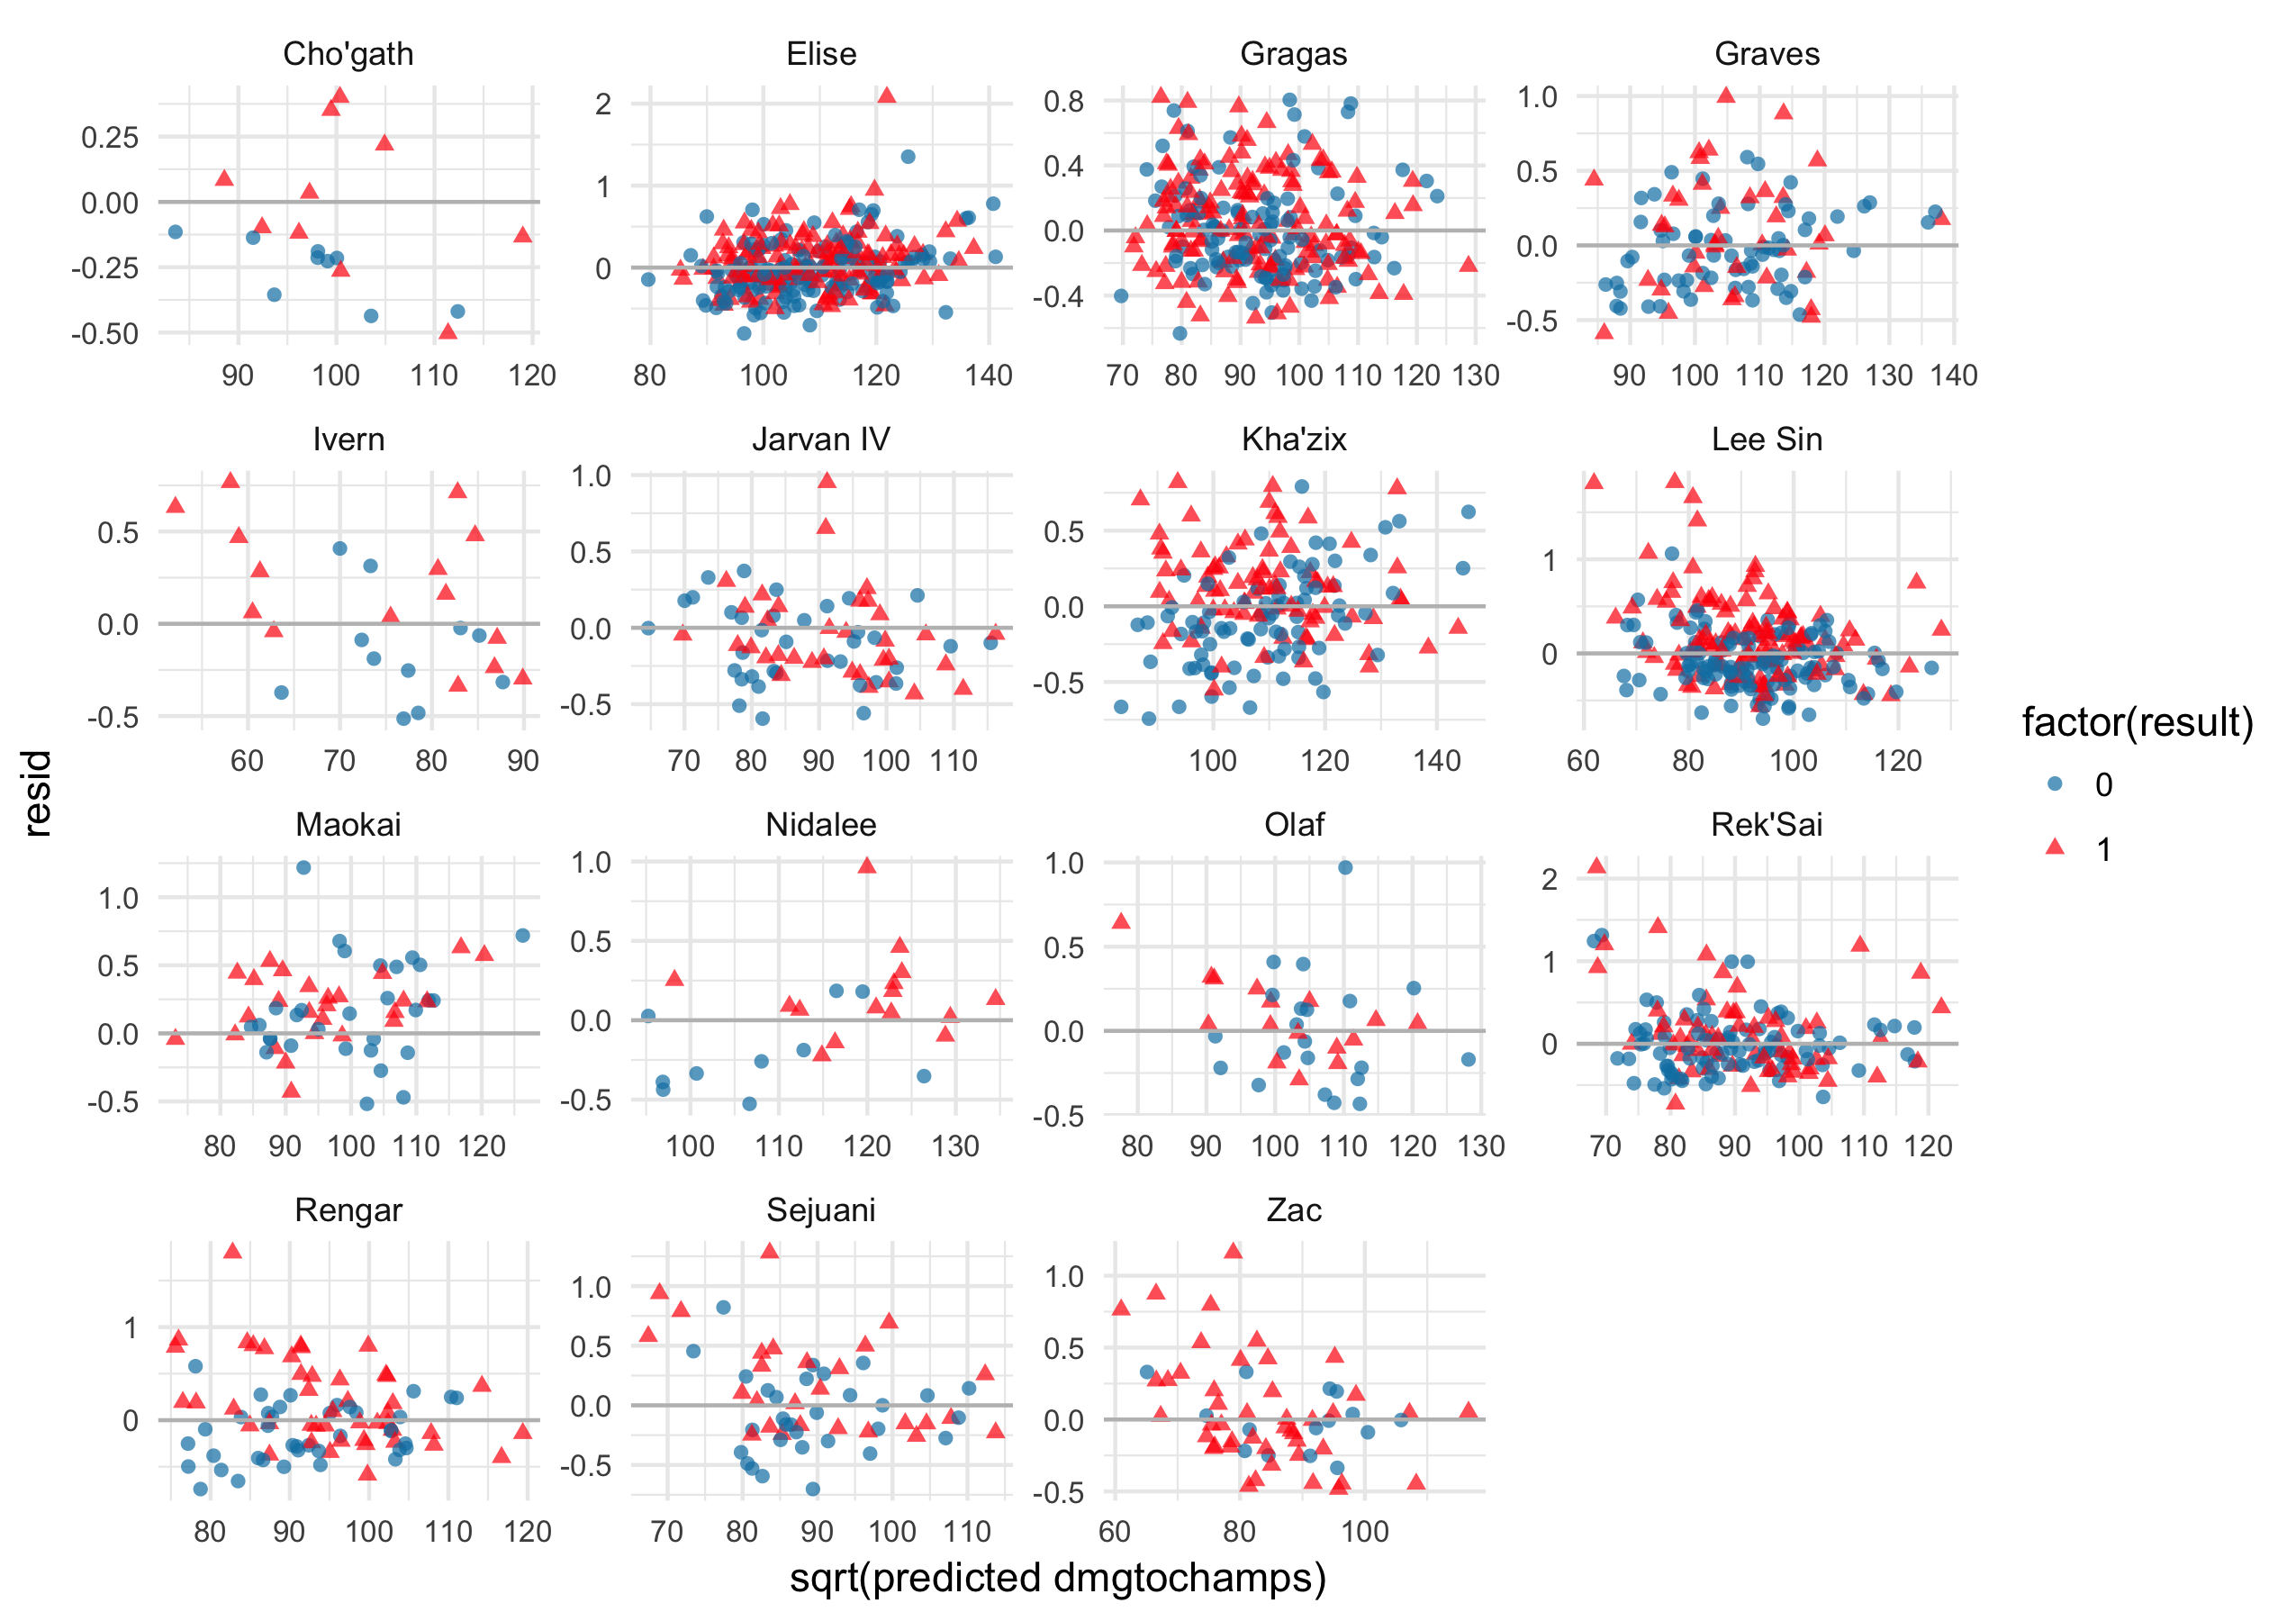 Cho'gath Elise Gragas Graves
0.25
0.00
-0.25
-0.50
90 100 110 120
2
1
0
80 100 120 140
0.8
0.4
0.0
-0.4
70 80 90 100 110 120 130
1.0
0.5
0.0
-0.5
90 100 110 120 130 140
Ivern Jarvan IV Kha'zix Lee Sin
0.5
0.0
-0.5
60 70 80 90
1.0
0.5
0.0
-0.5
70 80 90 100 110
0.5
0.0
-0.5
100 120 140
1
0
60 80 100 120
Maokai Nidalee Olaf Rek'Sai
1.0
0.5
0.0
-0.5
80 90 100 110 120
1.0
0.5
0.0
-0.5
100 110 120 130
1.0
0.5
0.0
-0.5
80 90 100 110 120 130
2
1
0
70 80 90 100 110 120
Rengar Sejuani Zac
1
0
80 90 100 110 120
1.0
0.5
0.0
-0.5
70 80 90 100 110
1.0
0.5
0.0
-0.5
60 80 100
resid
sqrt(predicted dmgtochamps)
factor(result)
0
1